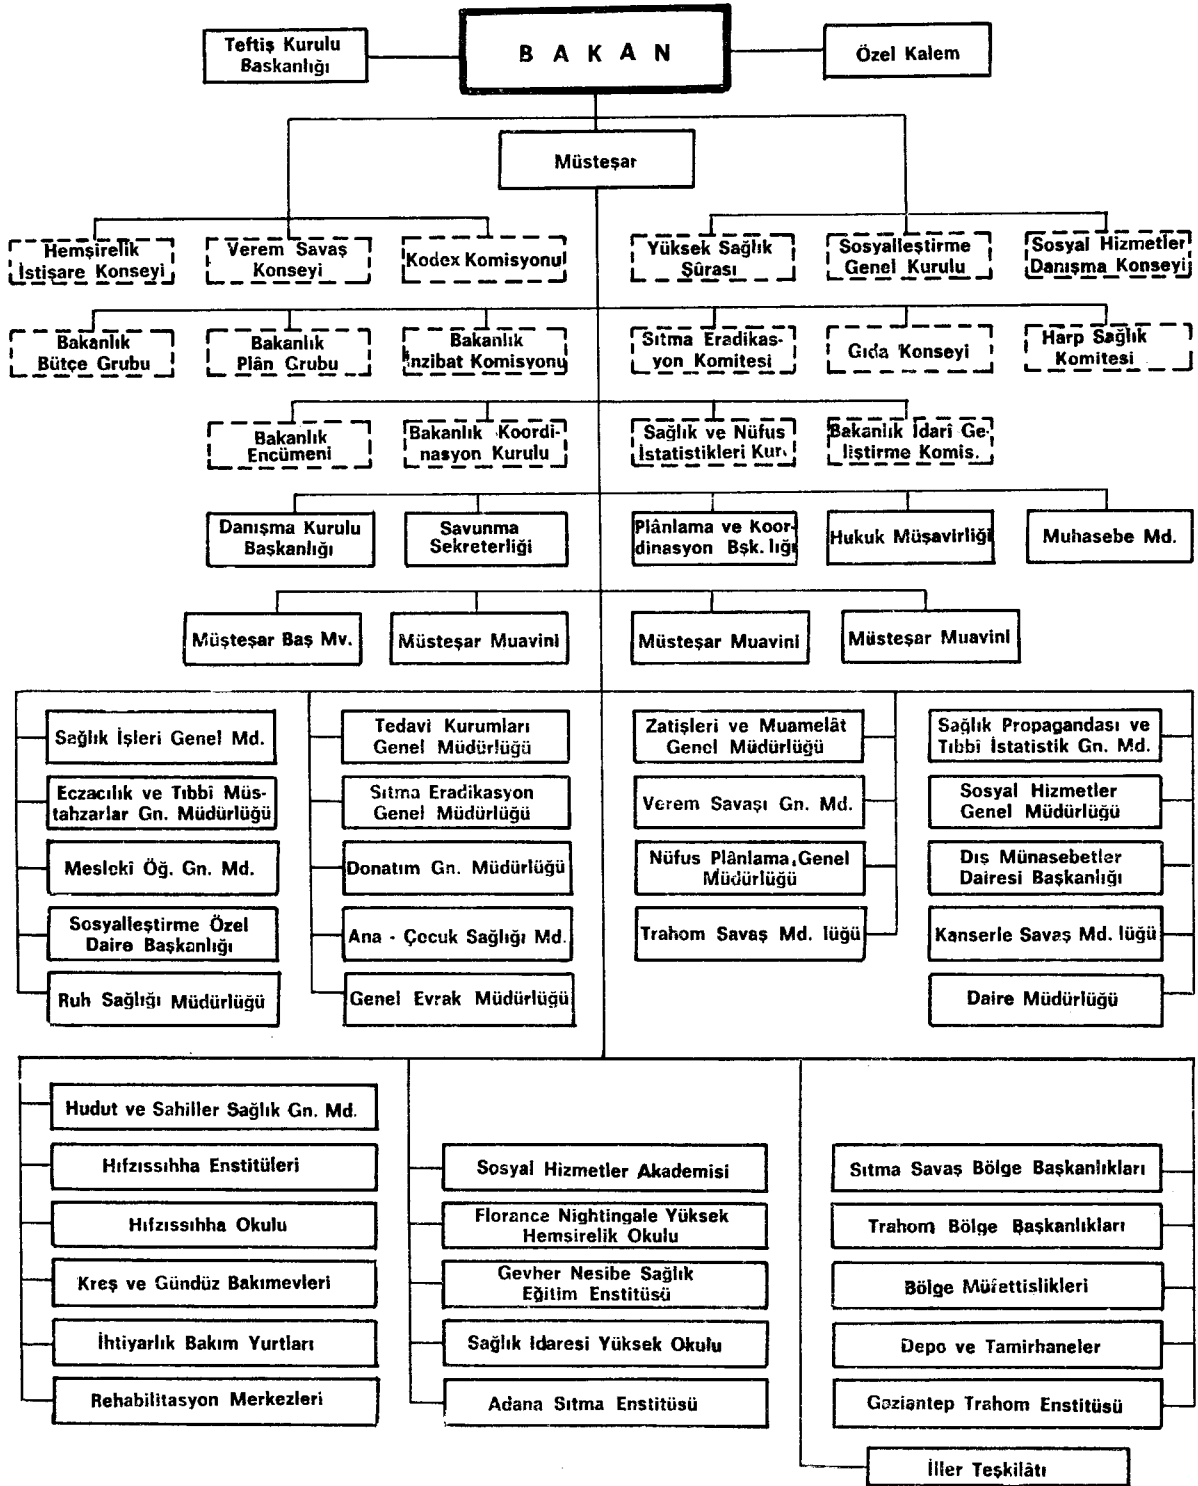 Teftiş Kurulu
Baskanlığı
B A K A N
Özel Kalem
Müsteşar
Hemşirelik
İstişare Konseyi
Verem Savaş
Konseyi
Kodex Komisyonu
Yüksek Sağlık
Şûrası
Sosyalleştirme
Genel Kurulu
Sosyal Hizmetler
Danışma Konseyi
Bakanlık
Bütçe Grubu
Bakanlık
Plân Grubu
Bakanlık
İnzibat Komisyonu
Sıtma Eradikas-
yon Komitesi
Gıda Konseyi
Harp Sağlık
Komitesi
Bakanlık
Encümeni
Bakanlık Koordi-
nasyon Kurulu
Sağlık ve Nüfus
İstatistikleri Kur.
Bakanlık İdarî Ge-
liştirme Komis.
Danışma Kurulu
Başkanlığı
Savunma
Sekreterliği
Plânlama ve Koor-
dinasyon Bşk. lığı
Hukuk Müşavirliği
Muhasebe Md.
Müşteşar Baş Mv.
Müsteşar Muavini
Müsteşar Muavini
Müsteşar Muavini
Sağlık İşleri Genel Md.
Tedavi Kurumları
Genel Müdürlüğü
Zatişleri ve Muamelât
Genel Müdürlüğü
Sağlık Propagandası ve
Tıbbî İstatistik Gn. Md.
Eczacılık ve Tıbbî Müs-
tahzarlar Gn. Müdürlüğü
Sıtma Eradikasyon
Genel Müdürlüğü
Verem Savaşı Gn. Md.
Sosyal Hizmetler
Genel Müdürlüğü
Mesleki Öğ. Gn. Md.
Donatım Gn. Müdürlüğü
Nüfus Plânlama Genel
Müdürlüğü
Dış Münasebetler
Dairesi Başkanlığı
Sosyalleştirme Özel
Daire Başkanlığı
Ana - Çocuk Sağlığı Md.
Trahom Savaş Md. lüğü
Kanserle Savaş Md. lüğü
Ruh Sağlığı Müdürlüğü
Genel Evrak Müdürlüğü
Daire Müdürlüğü
Hudut ve Sahiller Sağlık Gn. Md.
Hıfzıssıhha Enstitüleri
Sosyal Hizmetler Akademisi
Sıtma Savaş Bölge Başkanlıkları
Hıfzıssıhha Okulu
Florance Nightingale Yüksek
Hemsirelik Okulu
Trahom Bölge Başkanlıkları
Kreş ve Gündüz Bakımevleri
Gevher Nesibe Sağlık
Eğitim Enstitüsü
Bölge Müfettislikleri
İhtiyarlık Bakım Yurtları
Sağlık İdaresi Yüksek Okulu
Depo ve Tamirhaneler
Rehabilitasyon Merkezleri
Adana Sıtma Enstitüsü
Gaziantep Trahom Enstitüsü
İller Teşkilâtı